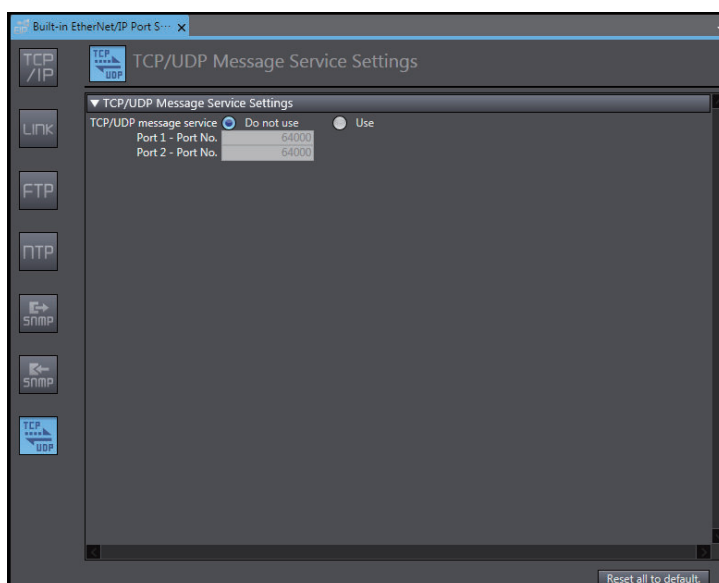 Built-in EtherNet/IP Port S··· ×
TCP/IP
TCP UDP
TCP/UDP Message Service Settings
▼ TCP/UDP Message Service Settings
TCP/UDP message service Do not use Use
Port 1 - Port No. 64000
Port 2 - Port No. 64000
LINK
FTP
NTP
SNMP
SNMP
TCP UDP
Reset all to default.